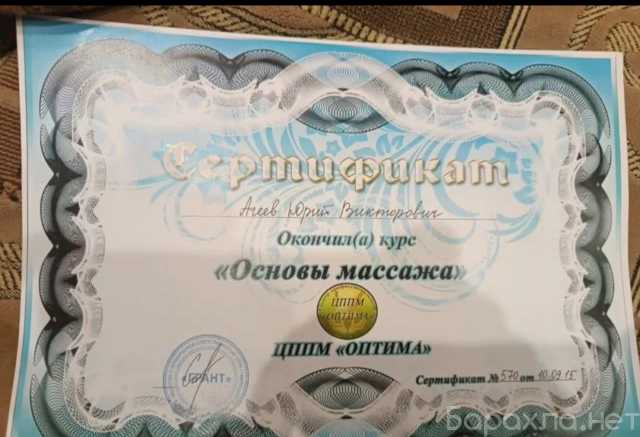 Сертификат
Агеев Юрий Викторович
Окончил(а) курс
«Основы массажа»
ЦППМ
«ОПТИМА»
ЦППМ «ОПТИМА»
«ГРАНТ»
Сертификат № 570 от 10.09.15
Барахла.нет